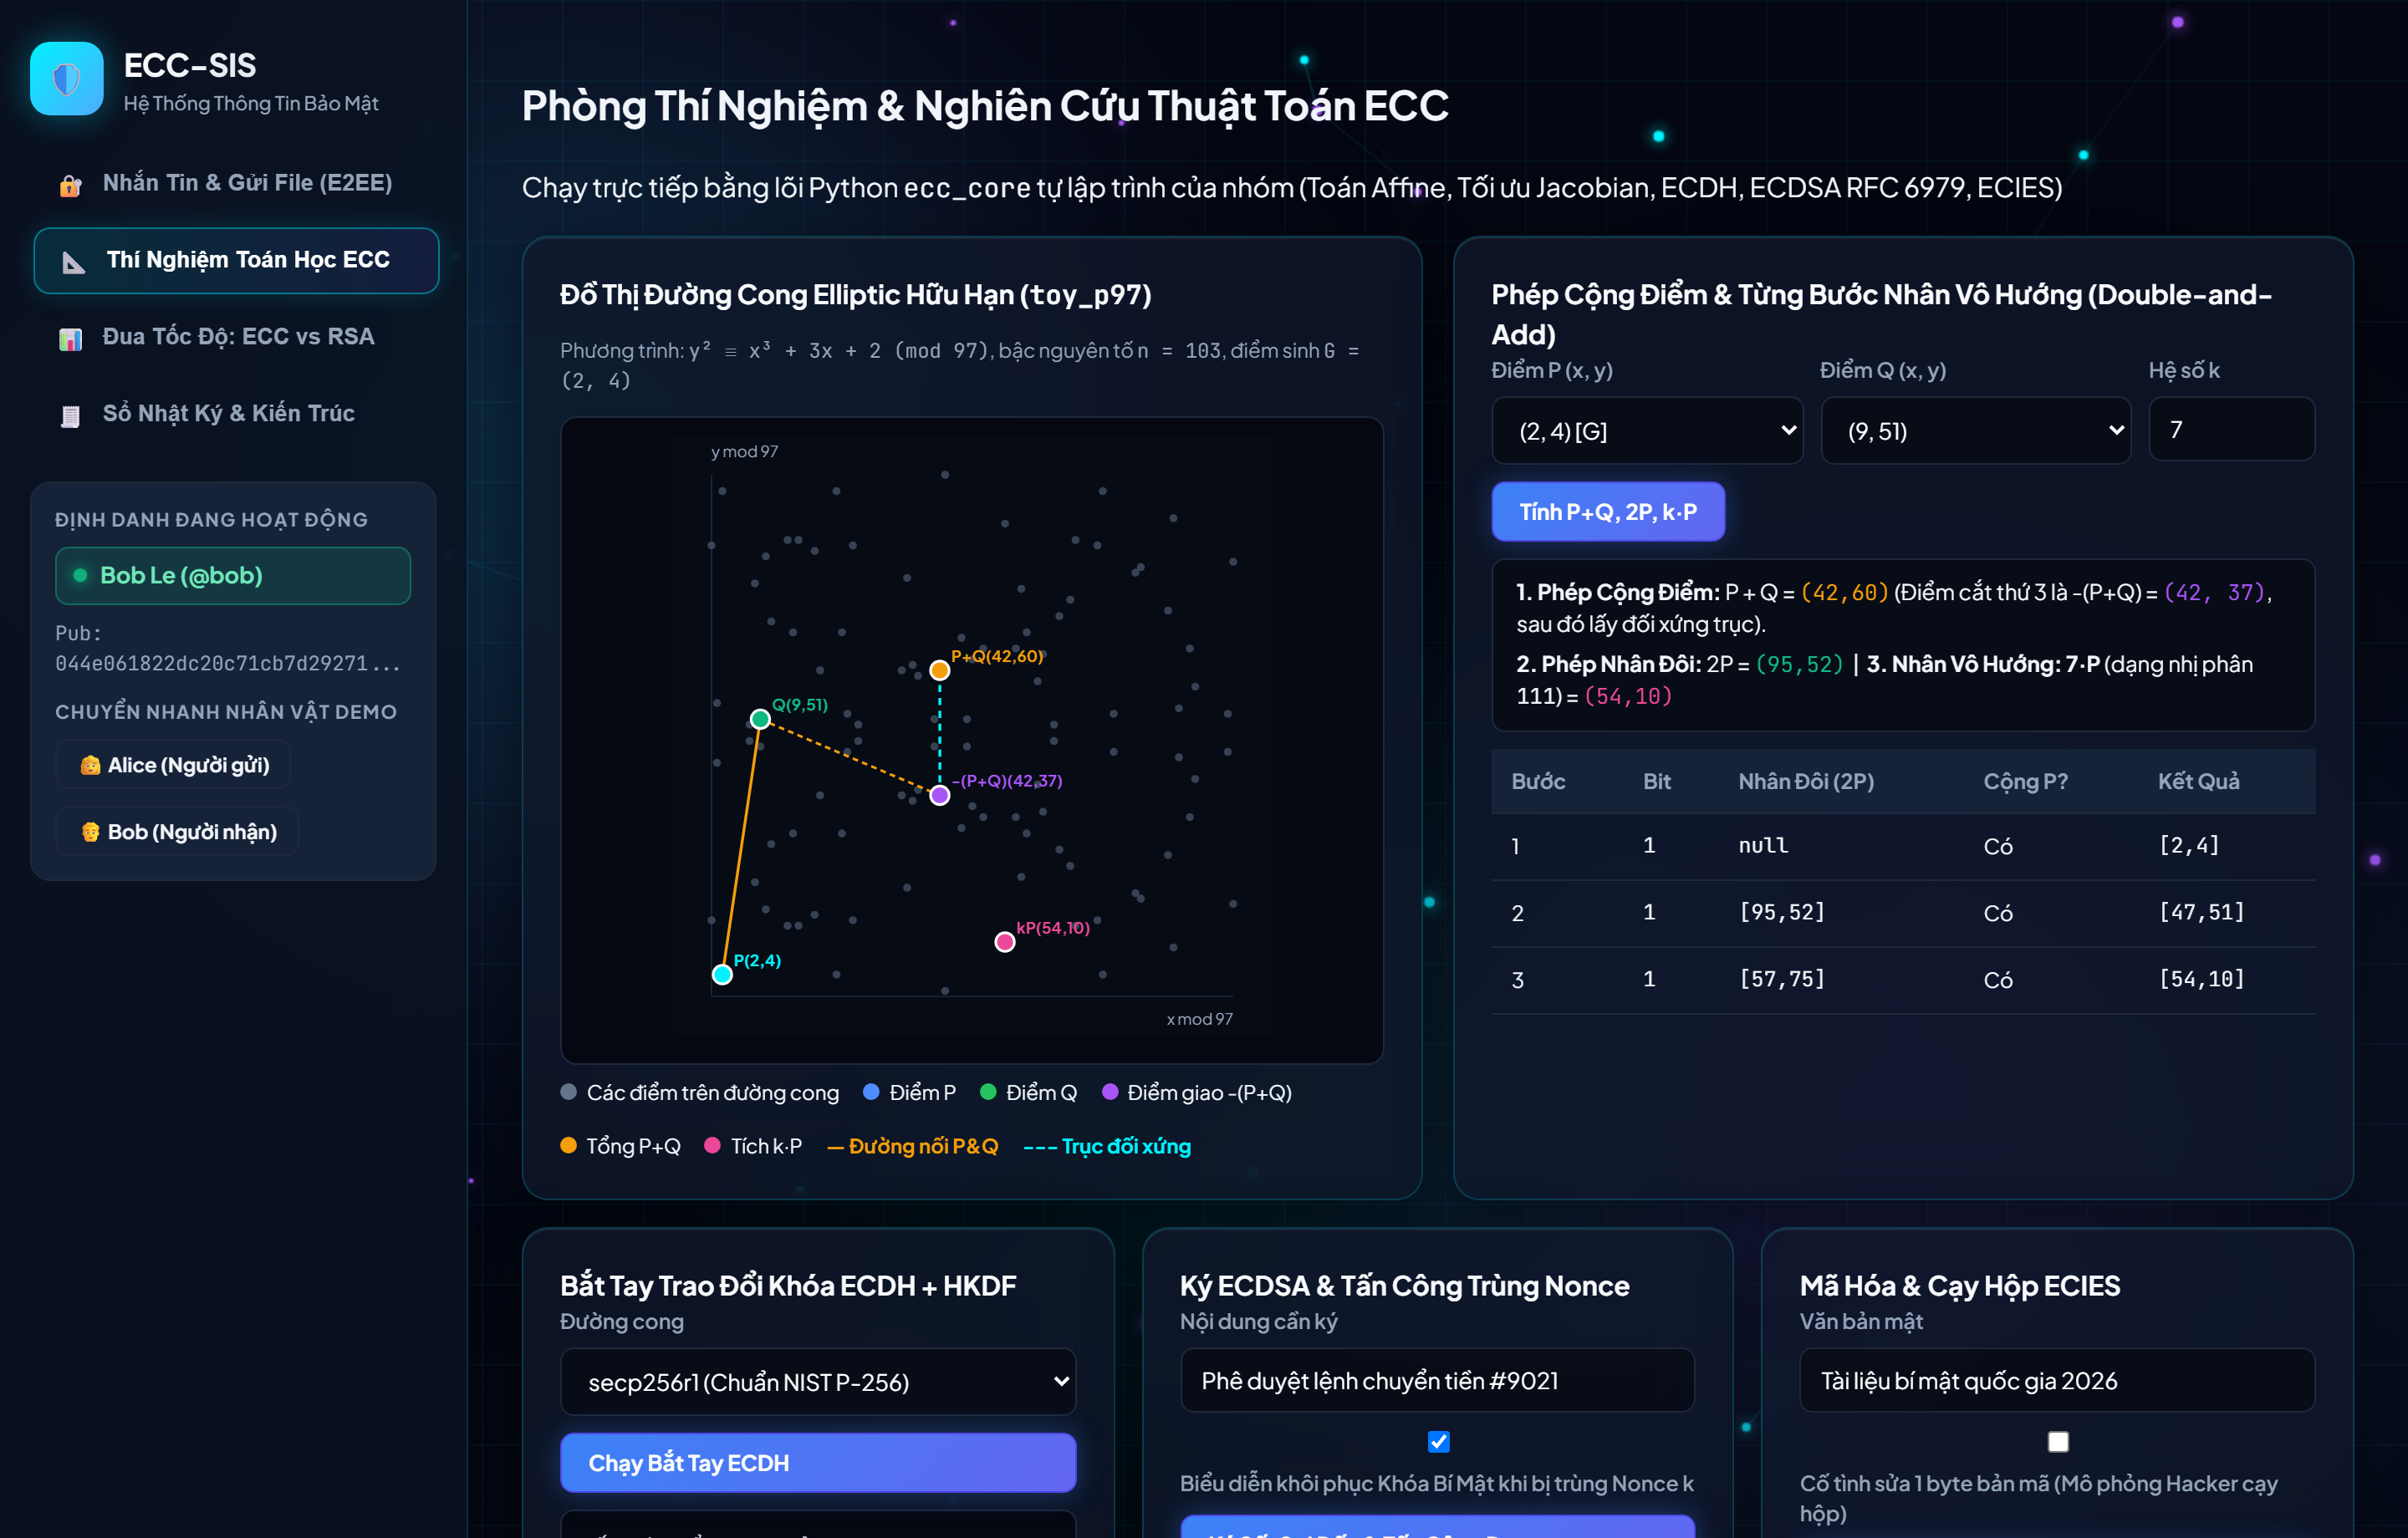 ECC-SIS
Hệ Thống Thông Tin Bảo Mật
Nhắn Tin & Gửi File (E2EE)
Thí Nghiệm Toán Học ECC
Đua Tốc Độ: ECC vs RSA
Sổ Nhật Ký & Kiến Trúc
ĐỊNH DANH ĐANG HOẠT ĐỘNG
Bob Le (@bob)
Pub:
044e061822dc20c71cb7d29271...
CHUYỂN NHANH NHÂN VẬT DEMO
Alice (Người gửi)
Bob (Người nhận)
Phòng Thí Nghiệm & Nghiên Cứu Thuật Toán ECC
Chạy trực tiếp bằng lõi Python ecc_core tự lập trình của nhóm (Toán Affine, Tối ưu Jacobian, ECDH, ECDSA RFC 6979, ECIES)
Đồ Thị Đường Cong Elliptic Hữu Hạn (toy_p97)
Phương trình: y² ≡ x³ + 3x + 2 (mod 97), bậc nguyên tố n = 103, điểm sinh G =
(2, 4)
y mod 97
P+Q(42,60)
Q(9,51)
-(P+Q)(42,37)
kP(54,10)
P(2,4)
x mod 97
Các điểm trên đường cong Điểm P Điểm Q Điểm giao -(P+Q)
Tổng P+Q Tích k·P — Đường nối P&Q --- Trục đối xứng
Phép Cộng Điểm & Từng Bước Nhân Vô Hướng (Double-and-
Add)
Điểm P (x, y) Điểm Q (x, y) Hệ số k
(2, 4) [G] (9, 51) 7
Tính P+Q, 2P, k·P
1. Phép Cộng Điểm: P + Q = (42,60) (Điểm cắt thứ 3 là -(P+Q) = (42, 37),
sau đó lấy đối xứng trục).
2. Phép Nhân Đôi: 2P = (95,52) | 3. Nhân Vô Hướng: 7·P (dạng nhị phân
111) = (54,10)
Bước Bit Nhân Đôi (2P) Cộng P? Kết Quả
1 1 null Có [2,4]
2 1 [95,52] Có [47,51]
3 1 [57,75] Có [54,10]
Bắt Tay Trao Đổi Khóa ECDH + HKDF
Đường cong
secp256r1 (Chuẩn NIST P-256)
Chạy Bắt Tay ECDH
Ký ECDSA & Tấn Công Trùng Nonce
Nội dung cần ký
Phê duyệt lệnh chuyển tiền #9021
Biểu diễn khôi phục Khóa Bí Mật khi bị trùng Nonce k
Mã Hóa & Cạy Hộp ECIES
Văn bản mật
Tài liệu bí mật quốc gia 2026
Cố tình sửa 1 byte bản mã (Mô phỏng Hacker cạy
hộp)